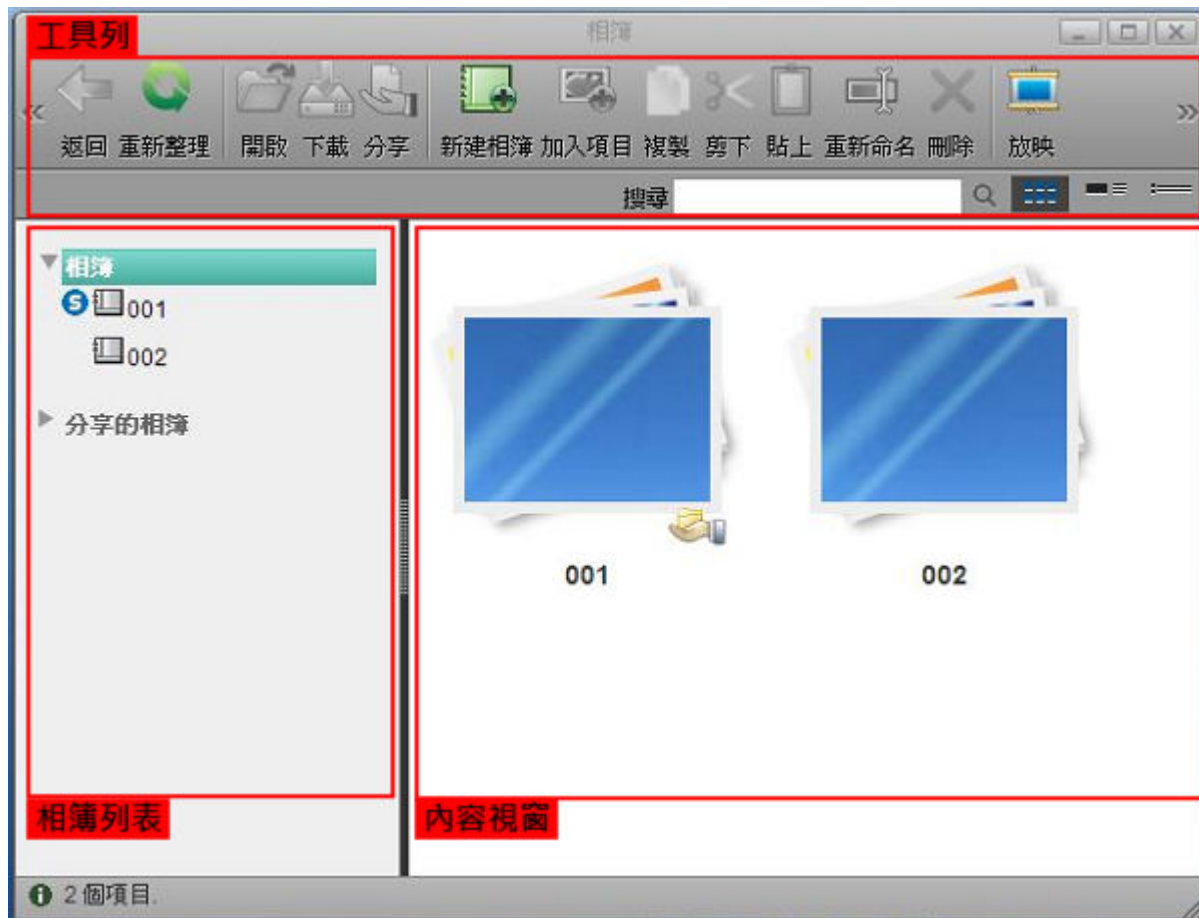 相簿
工具列
返回 重新整理 開啟 下載 分享 新建相簿 加入項目 複製 剪下 貼上 重新命名 刪除 放映
搜尋
相簿
001
002
分享的相簿
001 002
相簿列表
內容視窗
2 個項目.